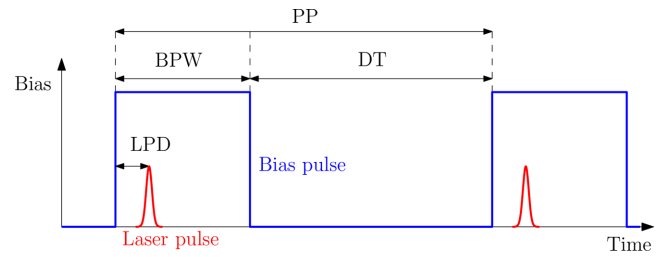 PP
BPW
DT
Bias
LPD
Bias pulse
Laser pulse
Time